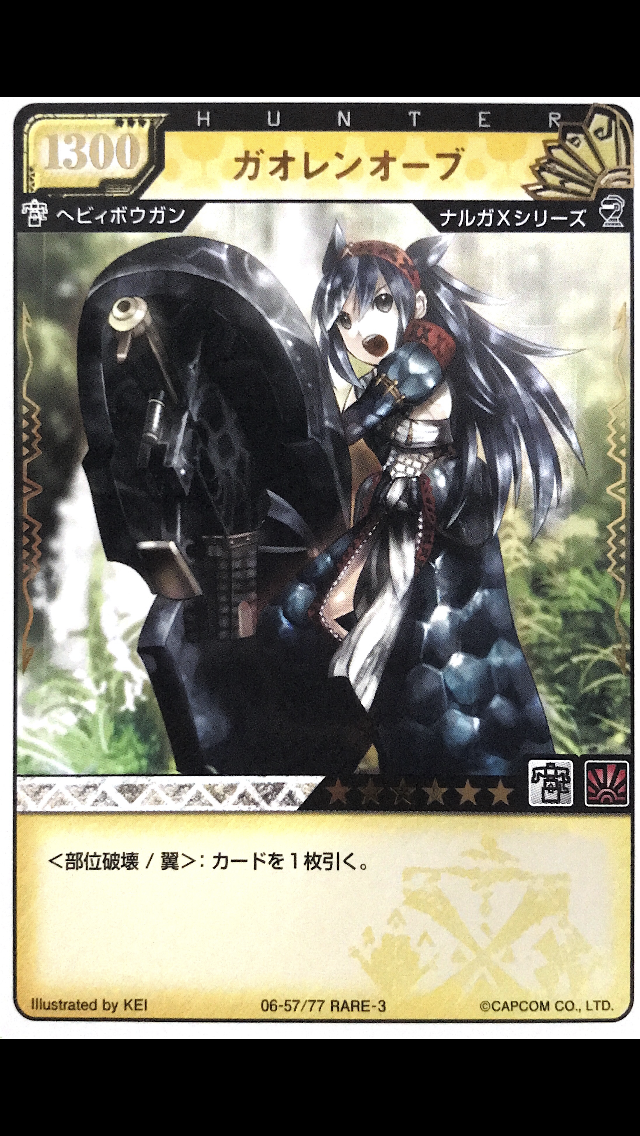 HUNTER
1300
ガオレンオーブ
ヘビィボウガン
ナルガXシリーズ
<部位破壊 / 翼>: カードを1枚引く。
Illustrated by KEI
06-57/77 RARE-3
©CAPCOM CO., LTD.